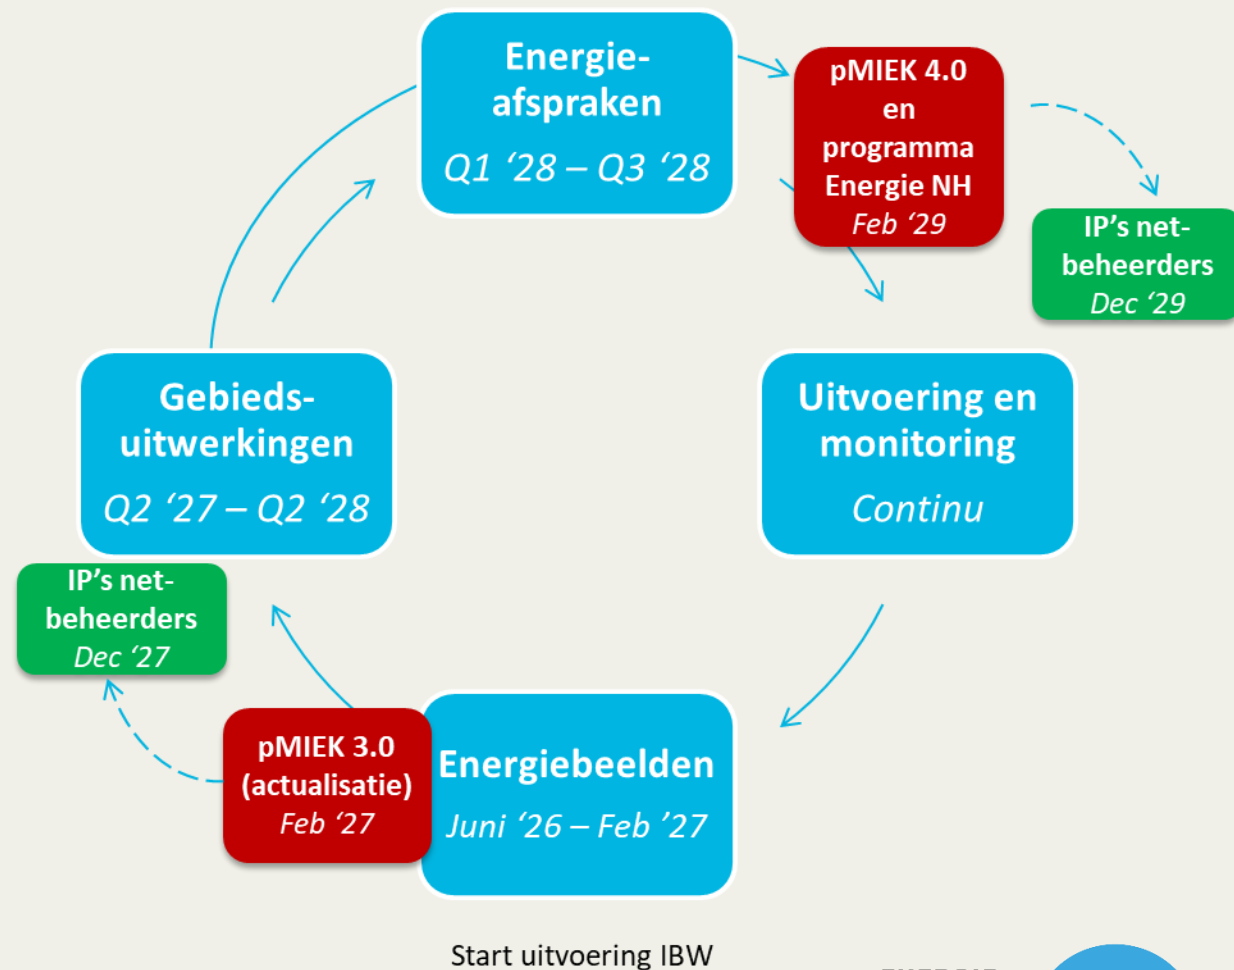 Energie-
afspraken
Q1 ‘28 – Q3 ‘28
pMIEK 4.0
en
programma
Energie NH
Feb ‘29
IP’s net-
beheerders
Dec ‘29
Gebieds-
uitwerkingen
Q2 ‘27 – Q2 ‘28
Uitvoering en
monitoring
Continu
IP’s net-
beheerders
Dec ‘27
pMIEK 3.0
(actualisatie)
Feb ‘27
Energiebeelden
Juni ‘26 – Feb ’27
Start uitvoering IBW